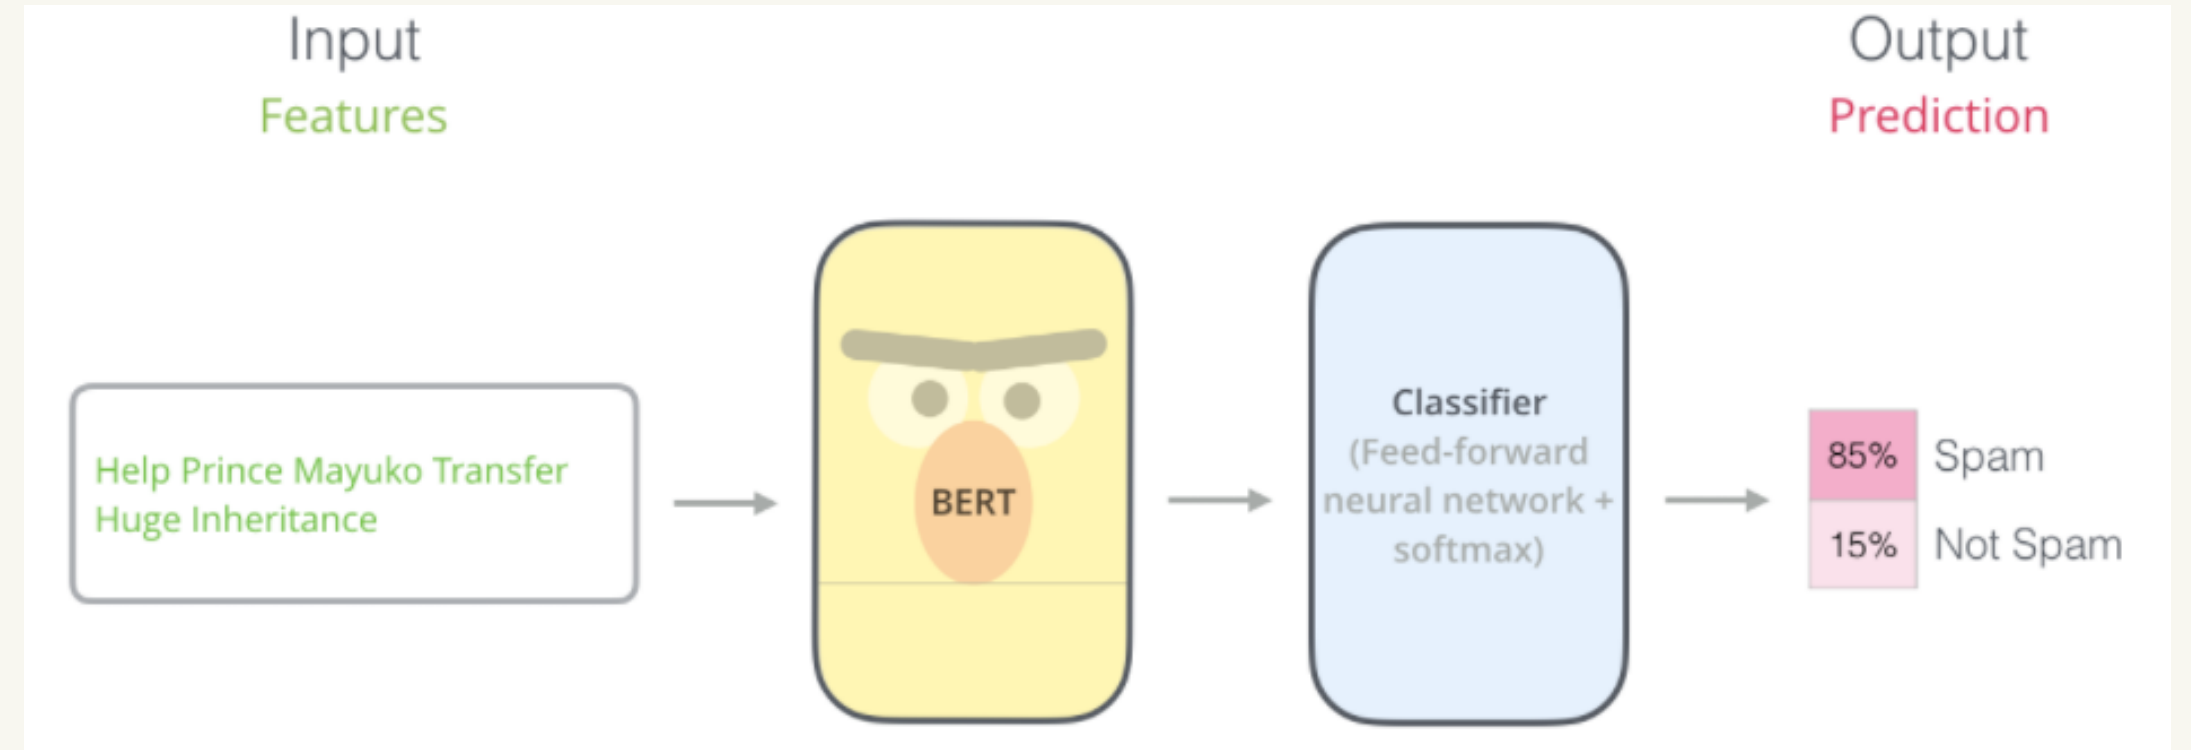 Input
Features
Output
Prediction
Help Prince Mayuko Transfer
Huge Inheritance
BERT
Classifier
(Feed-forward
neural network +
softmax)
85% Spam
15% Not Spam